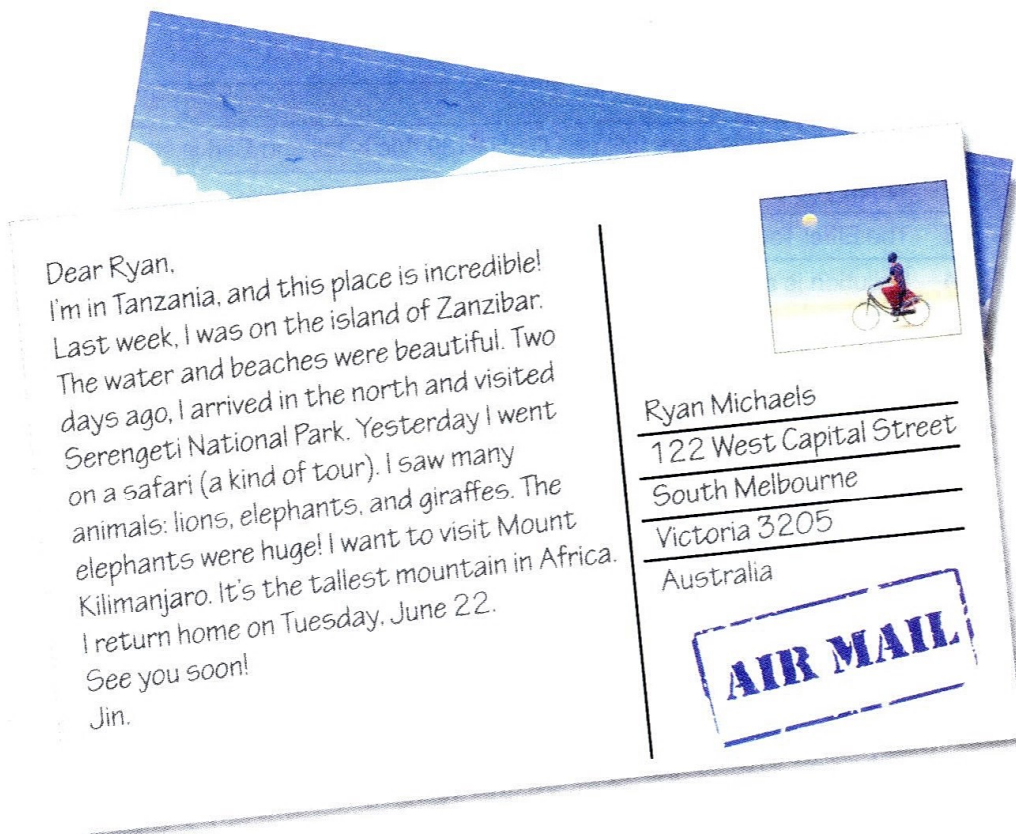 Dear Ryan,
I'm in Tanzania, and this place is incredible!
Last week, I was on the island of Zanzibar.
The water and beaches were beautiful. Two
days ago, I arrived in the north and visited
Serengeti National Park. Yesterday I went
on a safari (a kind of tour). I saw many
animals: lions, elephants, and giraffes. The
elephants were huge! I want to visit Mount
Kilimanjaro. It's the tallest mountain in Africa.
I return home on Tuesday, June 22.
See you soon!
Jin.
Ryan Michaels
122 West Capital Street
South Melbourne
Victoria 3205
Australia
AIR MAIL